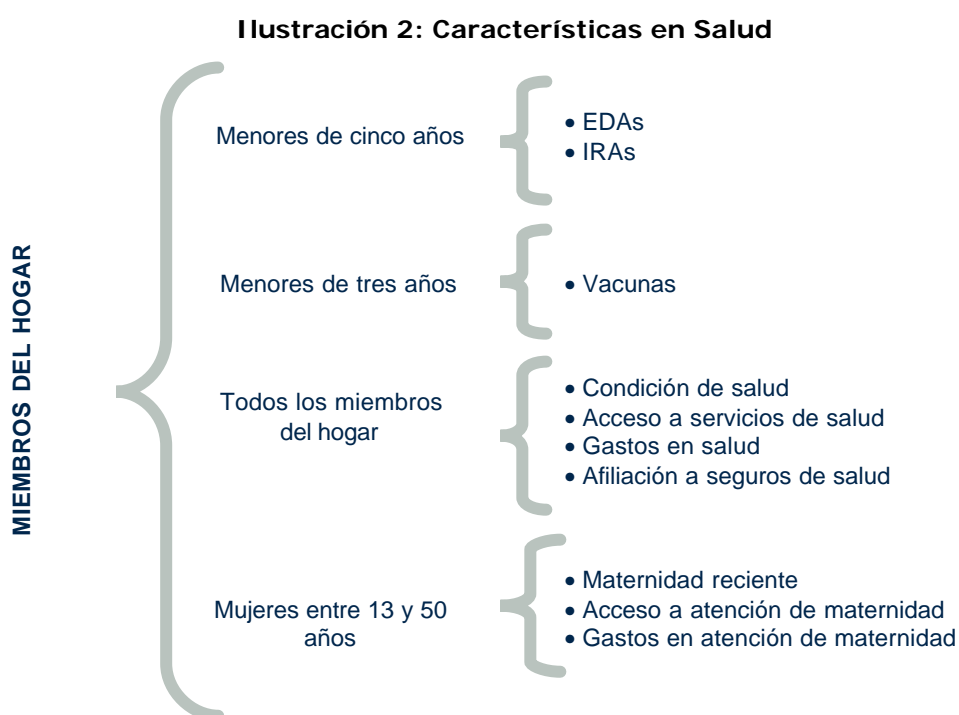 Ilustración 2: Características en Salud
MIEMBROS DEL HOGAR
Menores de cinco años
• EDAs
• IRAs
Menores de tres años
• Vacunas
Todos los miembros
del hogar
• Condición de salud
• Acceso a servicios de salud
• Gastos en salud
• Afiliación a seguros de salud
Mujeres entre 13 y 50
años
• Maternidad reciente
• Acceso a atención de maternidad
• Gastos en atención de maternidad